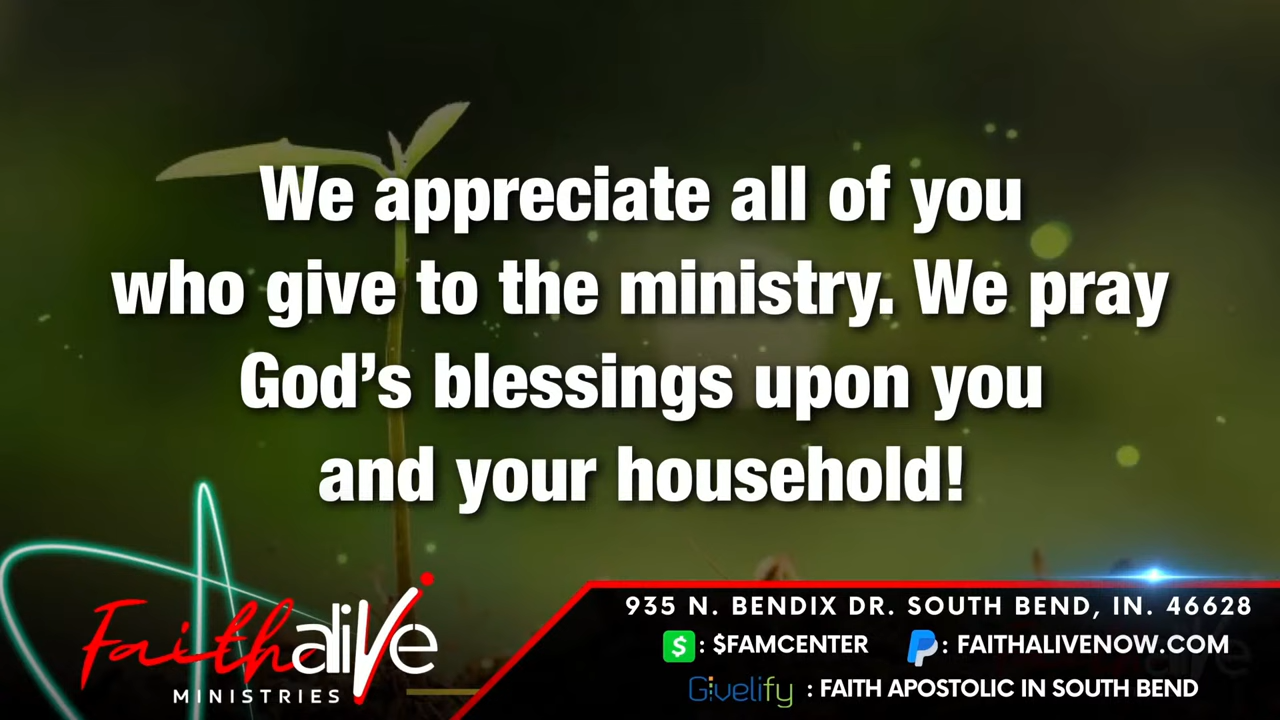 We appreciate all of you
who give to the ministry. We pray
God’s blessings upon you
and your household!
Faith alive
MINISTRIES
935 N. BENDIX DR. SOUTH BEND, IN. 46628
$ : $FAMCENTER P : FAITHALIVENOW.COM
Givelify : FAITH APOSTOLIC IN SOUTH BEND